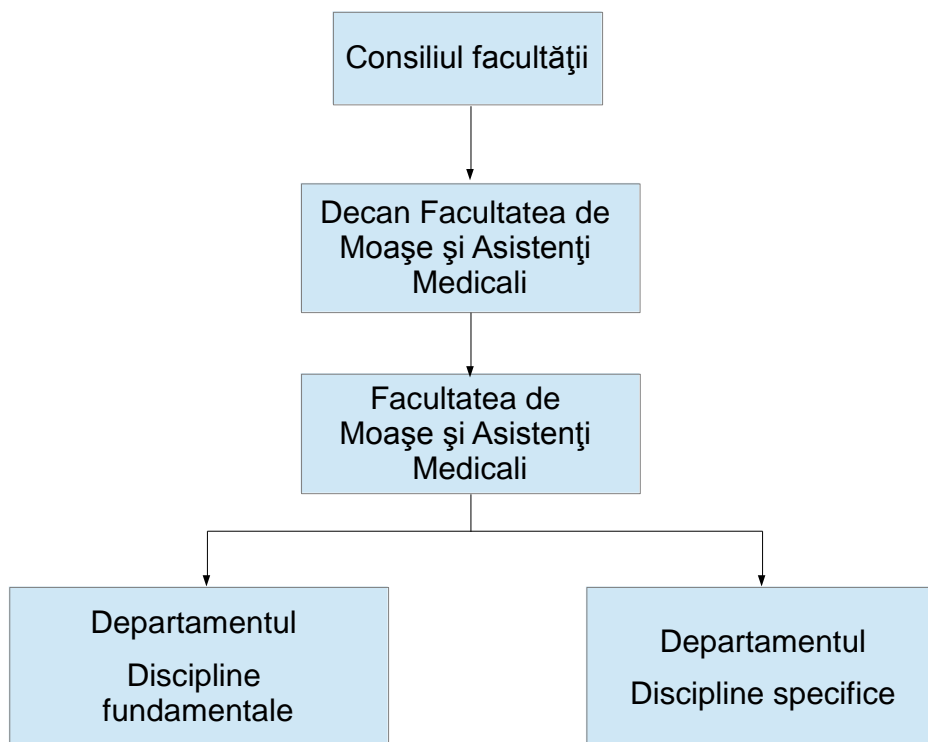 Consiliul facultăţii
Decan Facultatea de
Moaşe şi Asistenţi
Medicali
Facultatea de
Moaşe şi Asistenţi
Medicali
Departamentul
Discipline
fundamentale
Departamentul
Discipline specifice